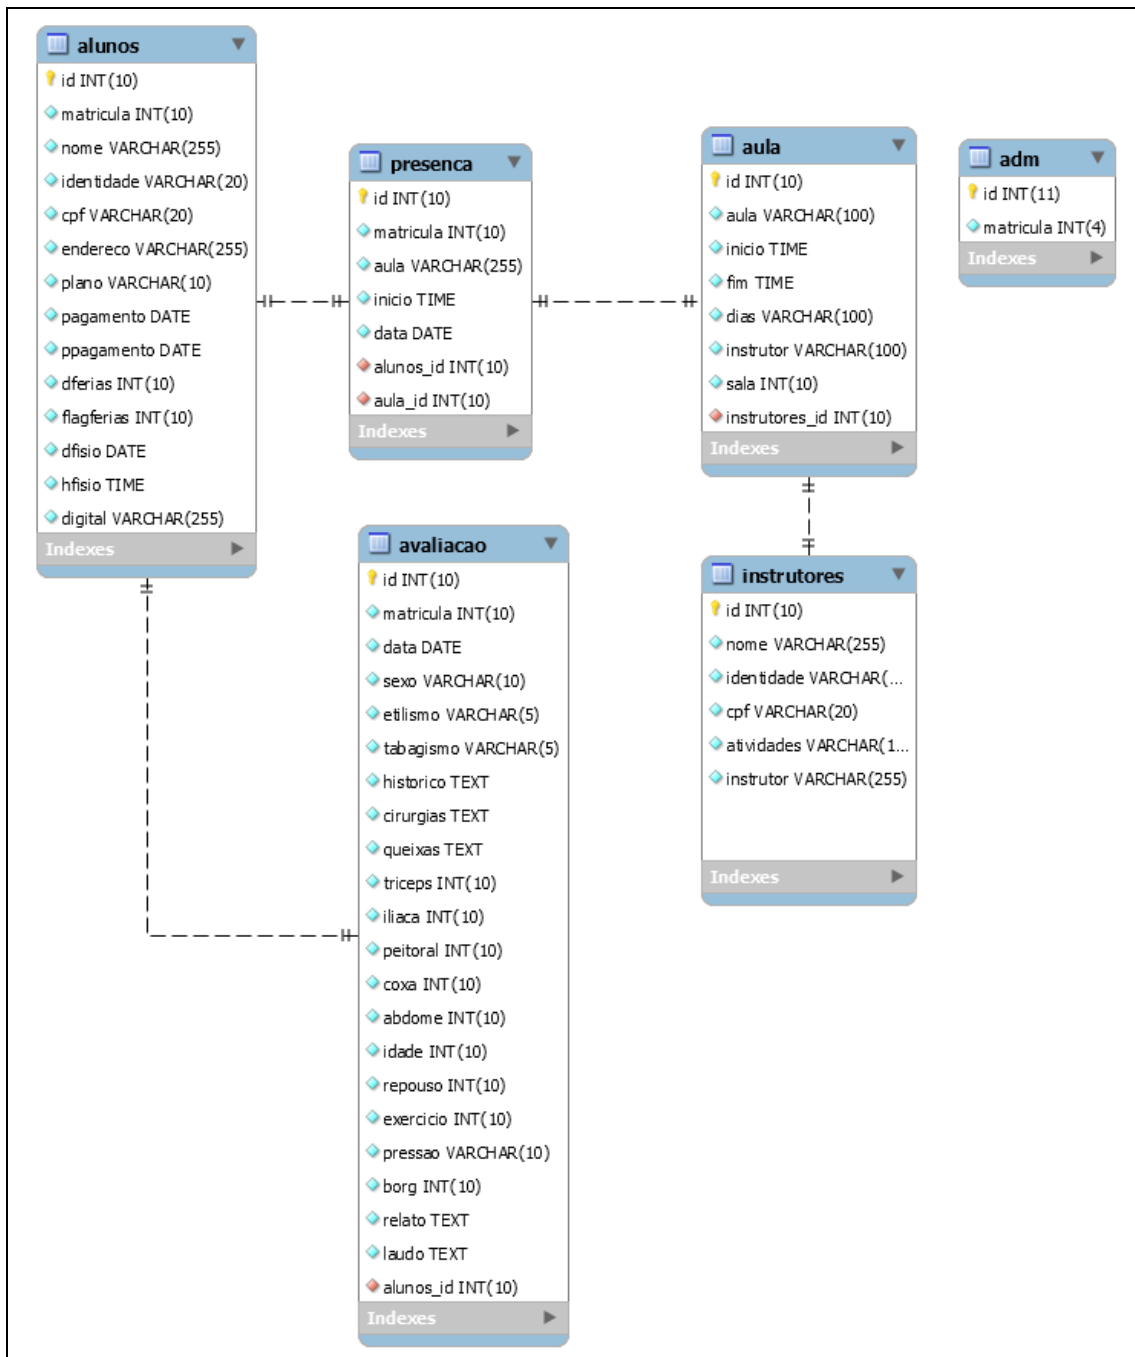 alunos
id INT(10)
matricula INT(10)
nome VARCHAR(255)
identidade VARCHAR(20)
cpf VARCHAR(20)
endereco VARCHAR(255)
plano VARCHAR(10)
pagamento DATE
ppagamento DATE
dferias INT(10)
flagferias INT(10)
dfisio DATE
hfisio TIME
digital VARCHAR(255)
Indexes
presenca
id INT(10)
matricula INT(10)
aula VARCHAR(255)
inicio TIME
data DATE
alunos_id INT(10)
aula_id INT(10)
Indexes
aula
id INT(10)
aula VARCHAR(100)
inicio TIME
fim TIME
dias VARCHAR(100)
instrutor VARCHAR(100)
sala INT(10)
instrutores_id INT(10)
Indexes
adm
id INT(11)
matricula INT(4)
Indexes
avaliacao
id INT(10)
matricula INT(10)
data DATE
sexo VARCHAR(10)
etilismo VARCHAR(5)
tabagismo VARCHAR(5)
historico TEXT
cirurgias TEXT
queixas TEXT
triceps INT(10)
iliaca INT(10)
peitoral INT(10)
coxa INT(10)
abdome INT(10)
idade INT(10)
repouso INT(10)
exercicio INT(10)
pressao VARCHAR(10)
borg INT(10)
relato TEXT
laudo TEXT
alunos_id INT(10)
Indexes
instrutores
id INT(10)
nome VARCHAR(255)
identidade VARCHAR(...
cpf VARCHAR(20)
atividades VARCHAR(1...
instrutor VARCHAR(255)
Indexes